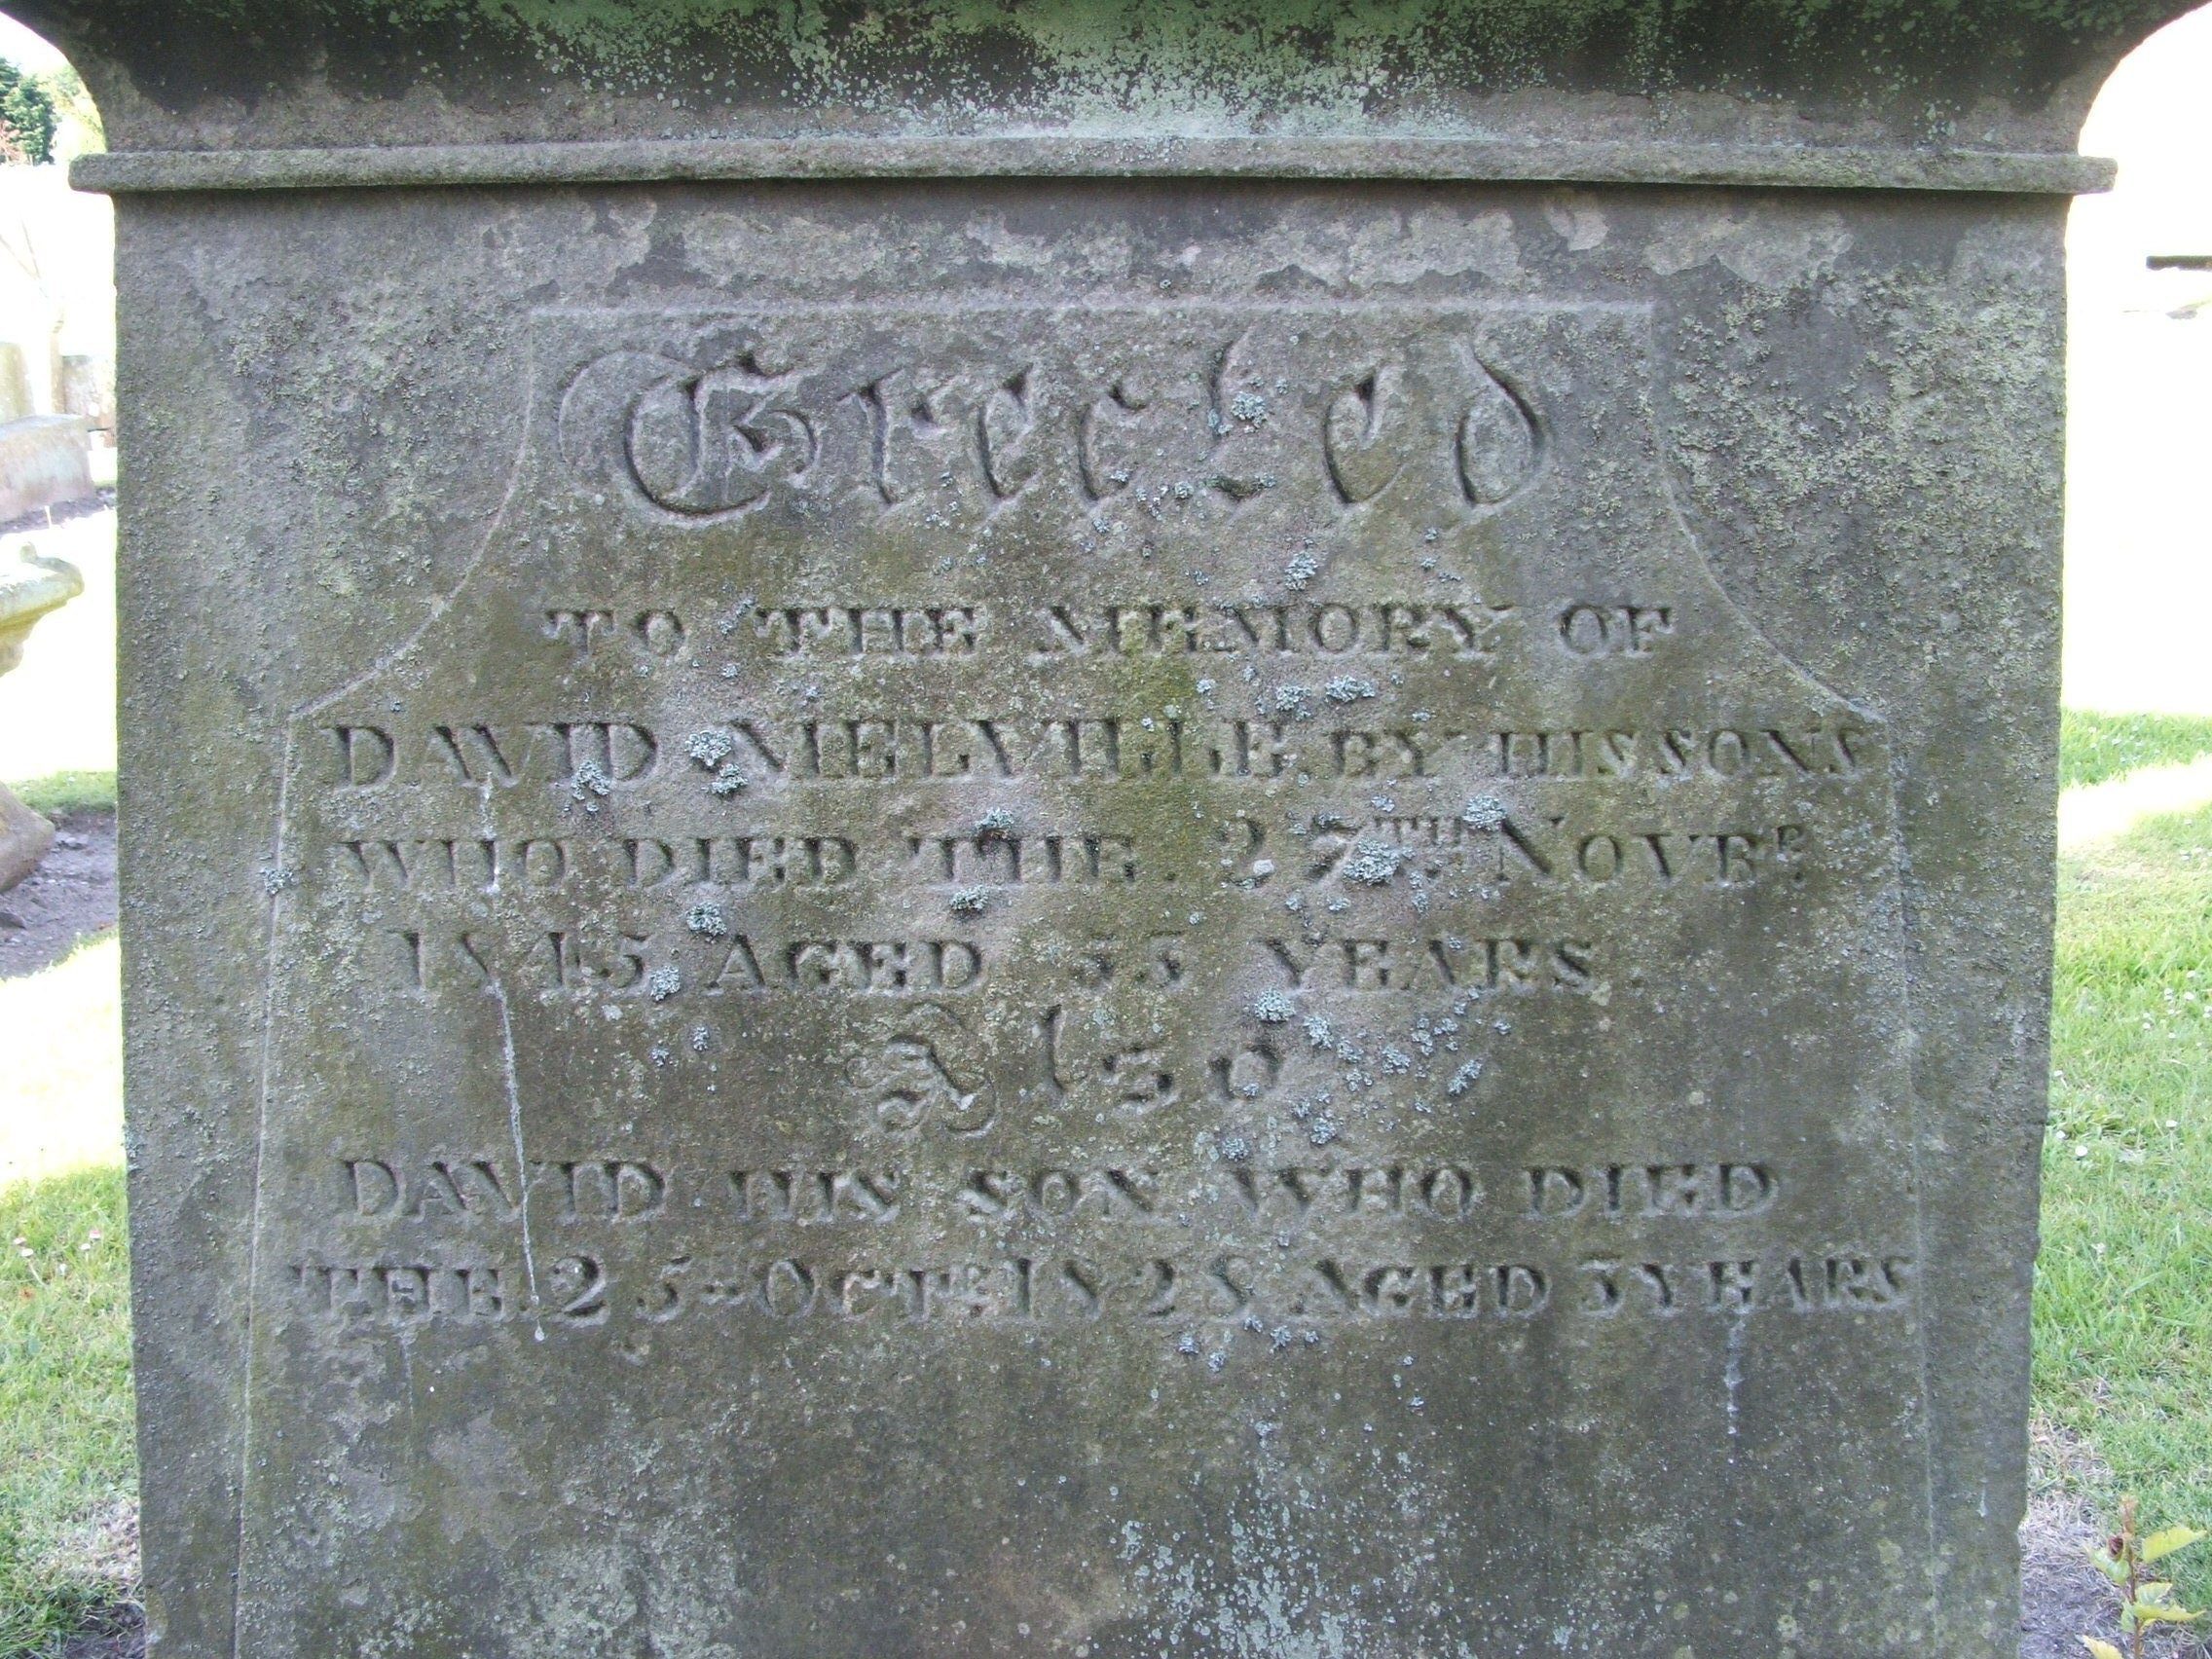 Erected
TO THE MEMORY OF
DAVID MELVILLE BY HIS SONS
WHO DIED THE 27TH NOVBR
1845 AGED 55 YEARS.
Also
DAVID HIS SON WHO DIED
THE 25 OCTR 1828 AGED 3 YEARS